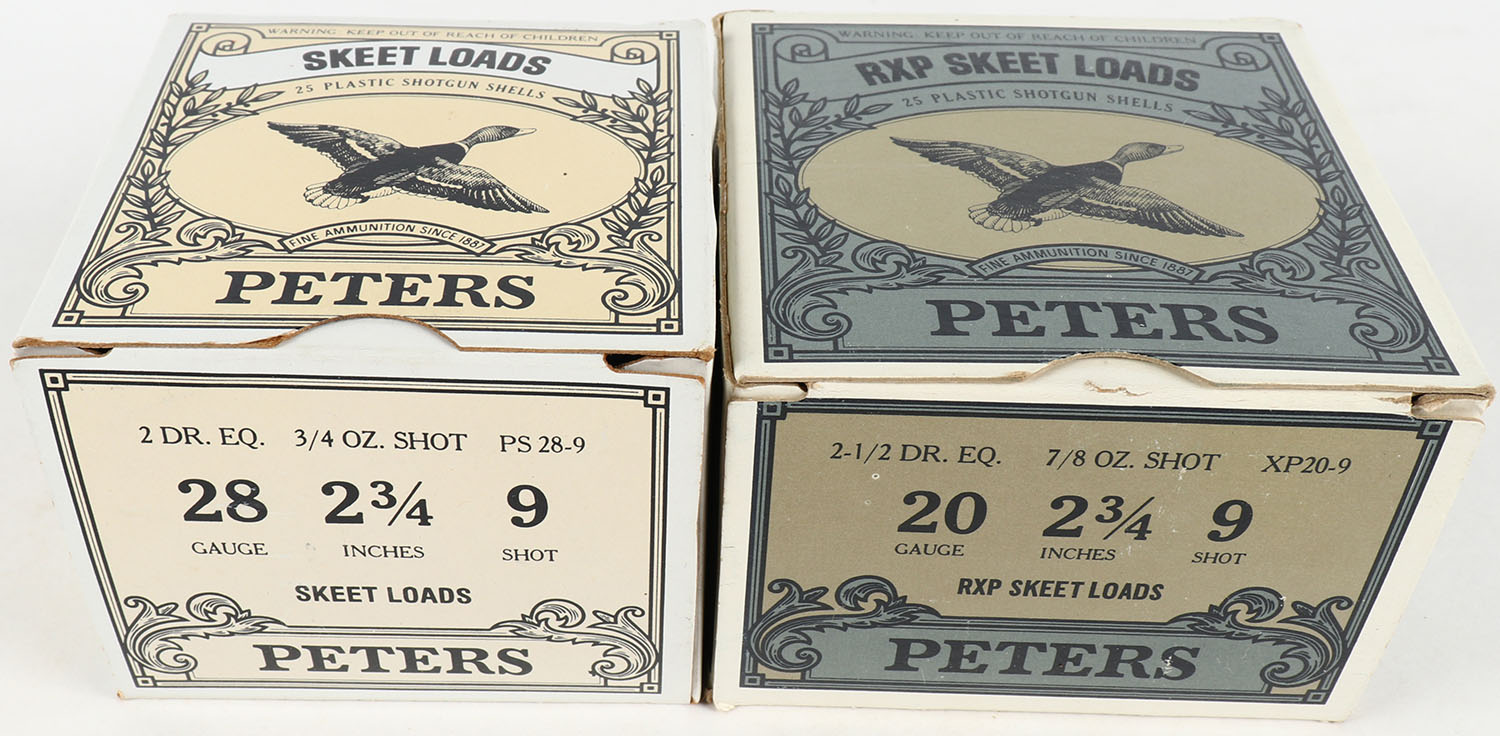 WARNING: KEEP OUT OF REACH OF CHILDREN
SKEET LOADS
25 PLASTIC SHOTGUN SHELLS
FINE AMMUNITION SINCE 1887
PETERS
2 DR. EQ. 3/4 OZ. SHOT PS 28-9
28 2¾ 9
GAUGE INCHES SHOT
SKEET LOADS
PETERS
WARNING: KEEP OUT OF REACH OF CHILDREN
RXP SKEET LOADS
25 PLASTIC SHOTGUN SHELLS
FINE AMMUNITION SINCE 1887
PETERS
2-1/2 DR. EQ. 7/8 OZ. SHOT XP20-9
20 2¾ 9
GAUGE INCHES SHOT
RXP SKEET LOADS
PETERS